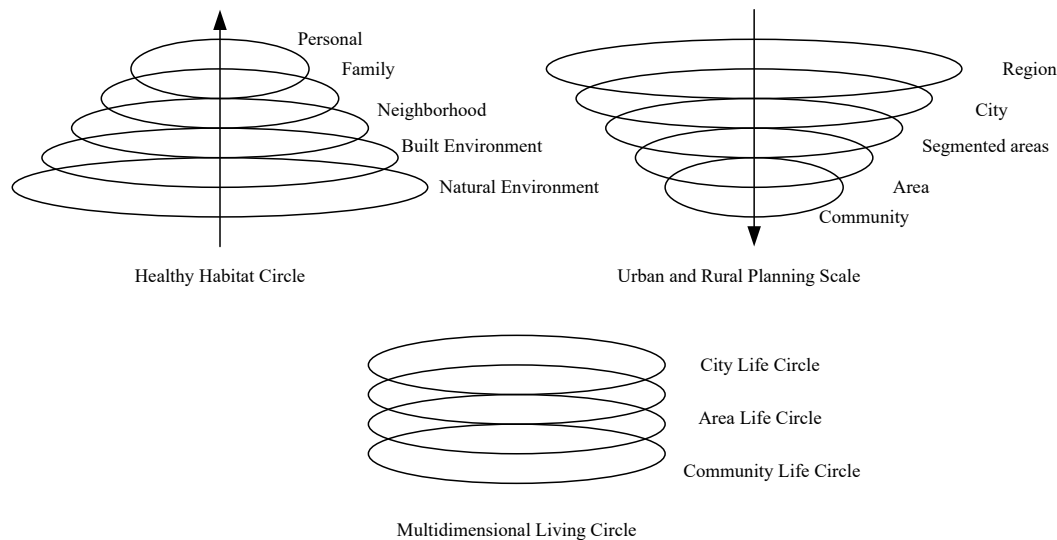 Personal
Family
Neighborhood
Built Environment
Natural Environment
Healthy Habitat Circle
Region
City
Segmented areas
Area
Community
Urban and Rural Planning Scale
City Life Circle
Area Life Circle
Community Life Circle
Multidimensional Living Circle